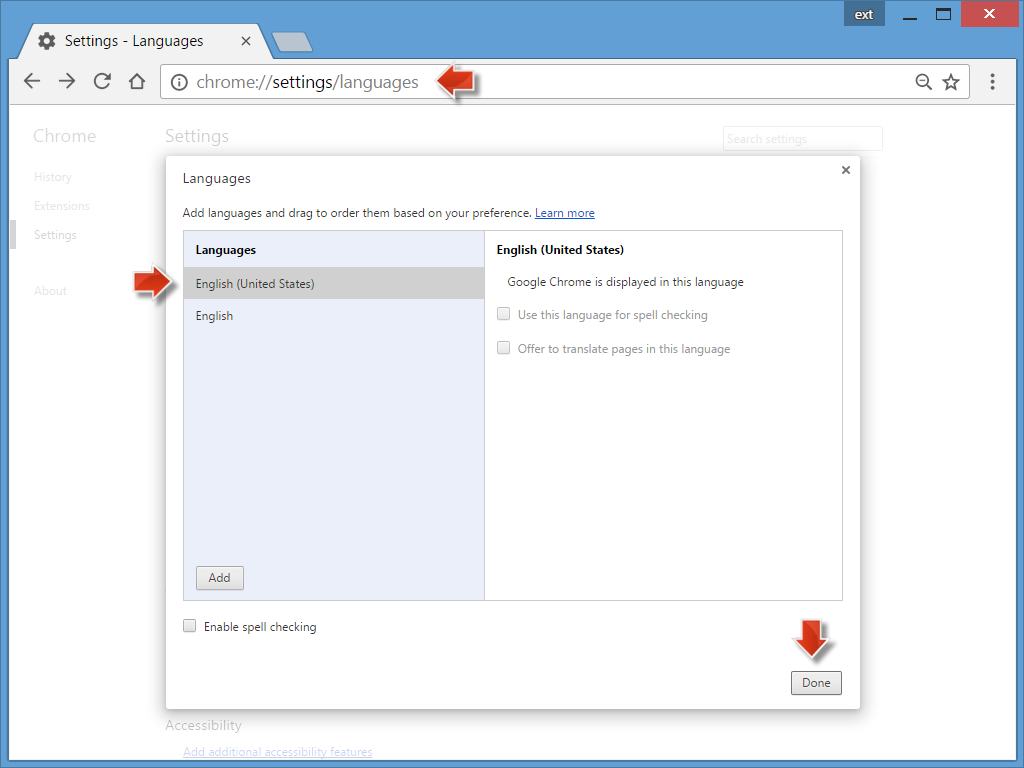 ext
Settings - Languages
chrome://settings/languages
Chrome
Settings
Search settings
History
Extensions
Settings
About
Languages
Add languages and drag to order them based on your preference. Learn more
Languages
English (United States)
English
Add
English (United States)
Google Chrome is displayed in this language
Use this language for spell checking
Offer to translate pages in this language
Enable spell checking
Done
Accessibility
Add additional accessibility features